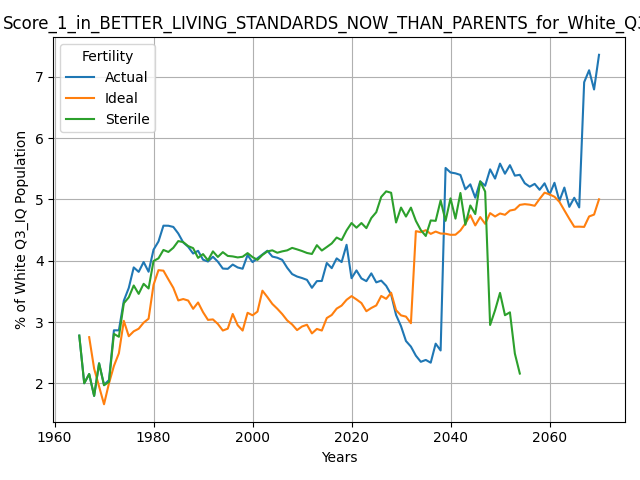 Score_1_in_BETTER_LIVING_STANDARDS_NOW_THAN_PARENTS_for_White_Q3
Fertility
Actual
Ideal
Sterile
% of White Q3_IQ Population
7
6
5
4
3
2
1960
1980
2000
2020
2040
2060
Years